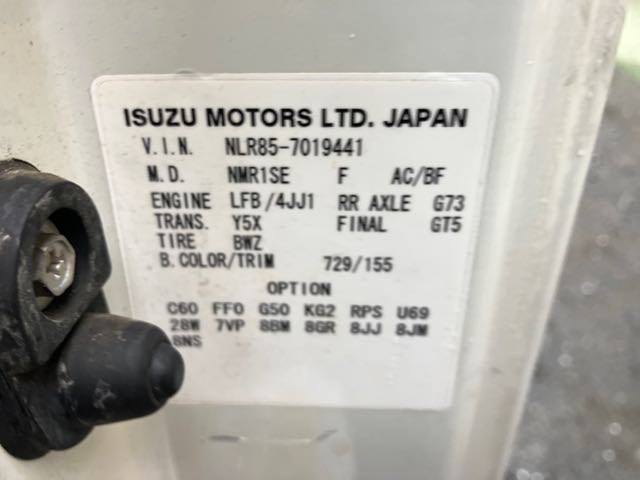 ISUZU MOTORS LTD. JAPAN
V.I.N. NLR85-7019441
M.D. NMR1SE F AC/BF
ENGINE LFB/4JJ1 RR AXLE G73
TRANS. Y5X FINAL GT5
TIRE BWZ
B.COLOR/TRIM 729/155
OPTION
C60 FFO G50 KG2 RPS U69
28W 7VP 8BM 8GR 8JJ 8JM
8NS